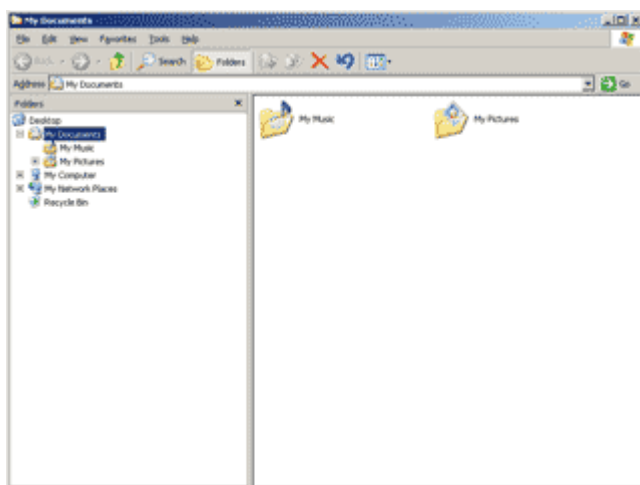 My Documents
File Edit View Favorites Tools Help
Back Search Folders
Address My Documents Go
Folders
Desktop
My Documents
My Music
My Pictures
My Computer
My Network Places
Recycle Bin
My Music My Pictures